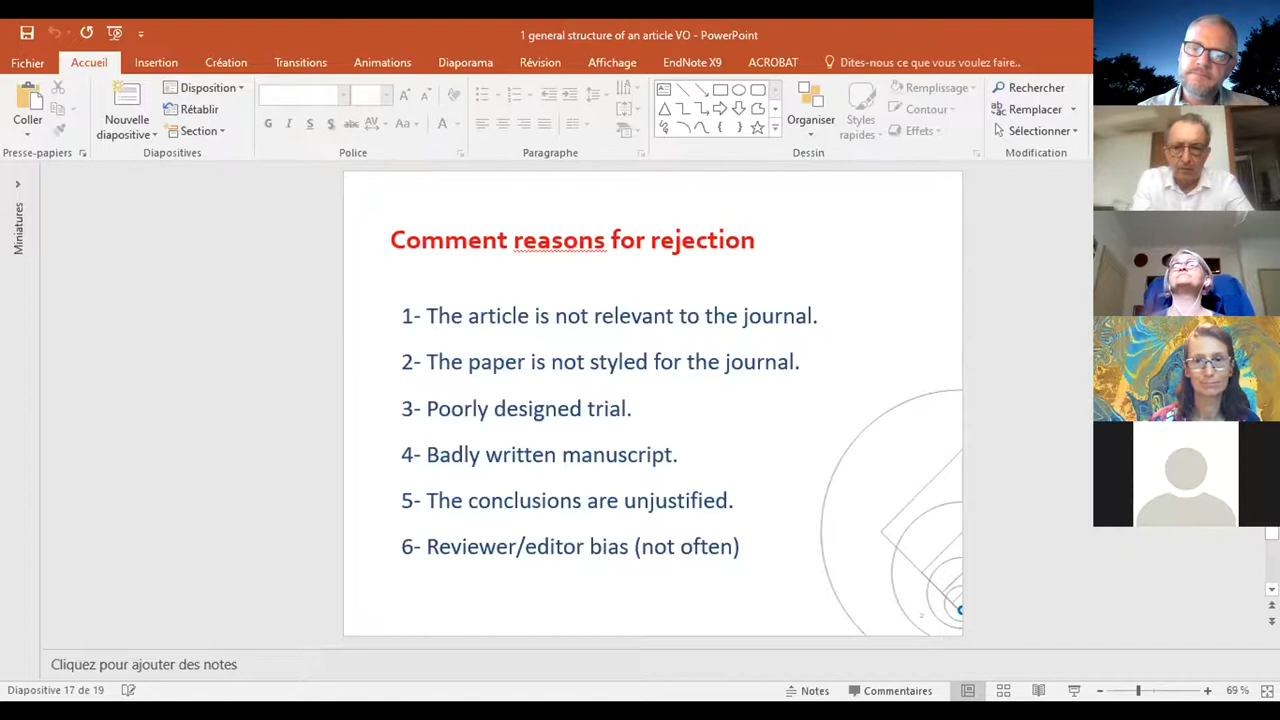 1 general structure of an article VO - PowerPoint
Fichier Accueil Insertion Création Transitions Animations Diaporama Révision Affichage EndNote X9 ACROBAT Dites-nous ce que vous voulez faire..
Coller
Presse-papiers
Nouvelle
diapositive
Disposition
Rétablir
Section
Diapositives
G I S S abc AV Aa A
Police
Paragraphe
Organiser
Styles
rapides
Remplissage
Contour
Effets
Dessin
Rechercher
Remplacer
Sélectionner
Modification
Miniatures
Comment reasons for rejection
1- The article is not relevant to the journal.
2- The paper is not styled for the journal.
3- Poorly designed trial.
4- Badly written manuscript.
5- The conclusions are unjustified.
6- Reviewer/editor bias (not often)
2
Cliquez pour ajouter des notes
Diapositive 17 de 19 Notes Commentaires 69 %